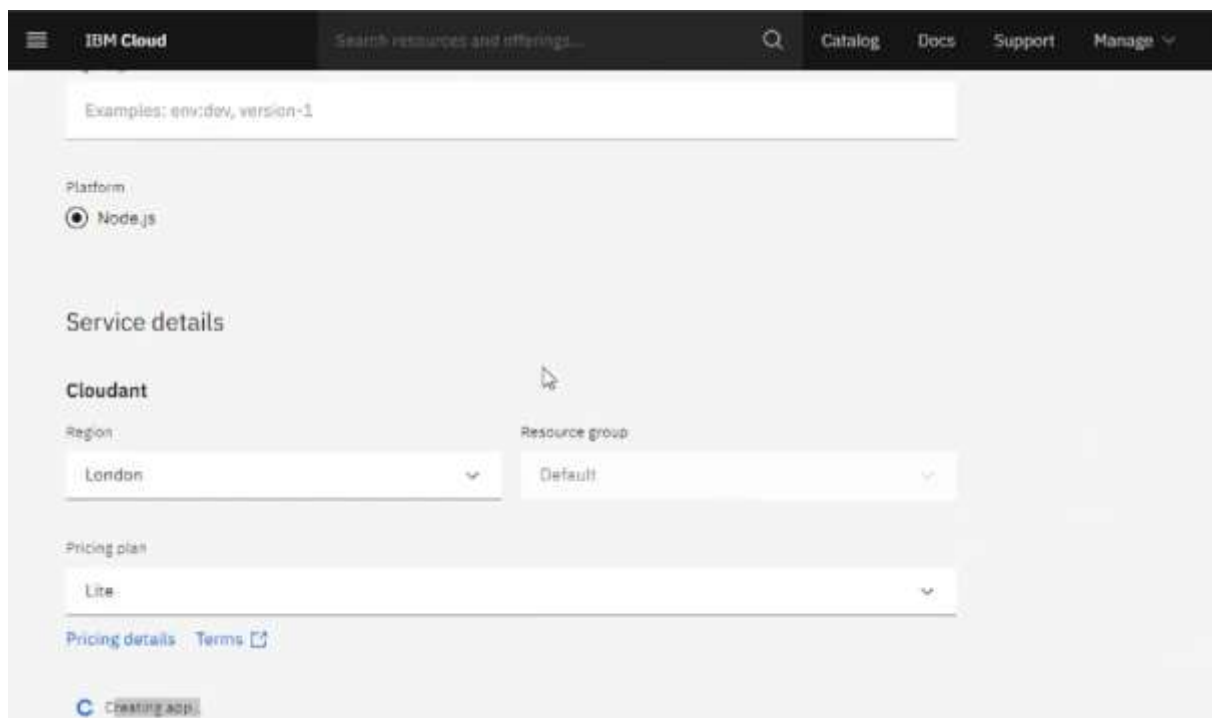 IBM Cloud Search resources and offerings... Catalog Docs Support Manage
Examples: env:dev, version-1
Platform
Node.js
Service details
Cloudant
Region Resource group
London Default
Pricing plan
Lite
Pricing details Terms
Creating app...